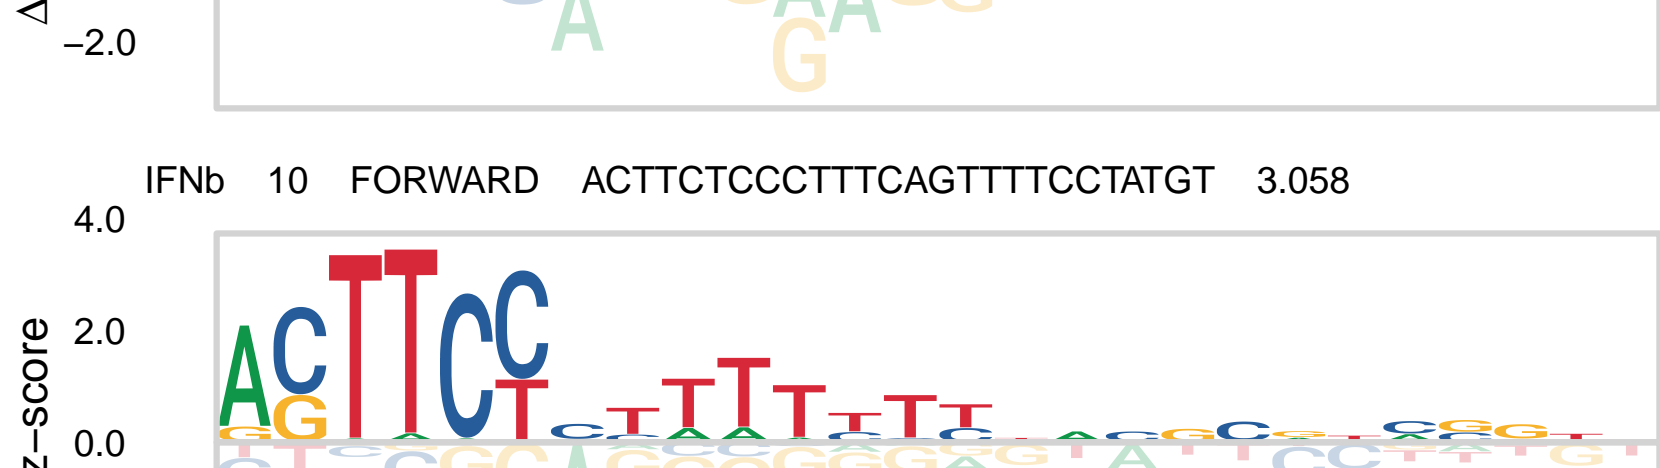 Δ
−2.0
IFNb 10 FORWARD ACTTCTCCCTTTCAGTTTTCCTATGT 3.058
4.0
2.0
0.0
z−score